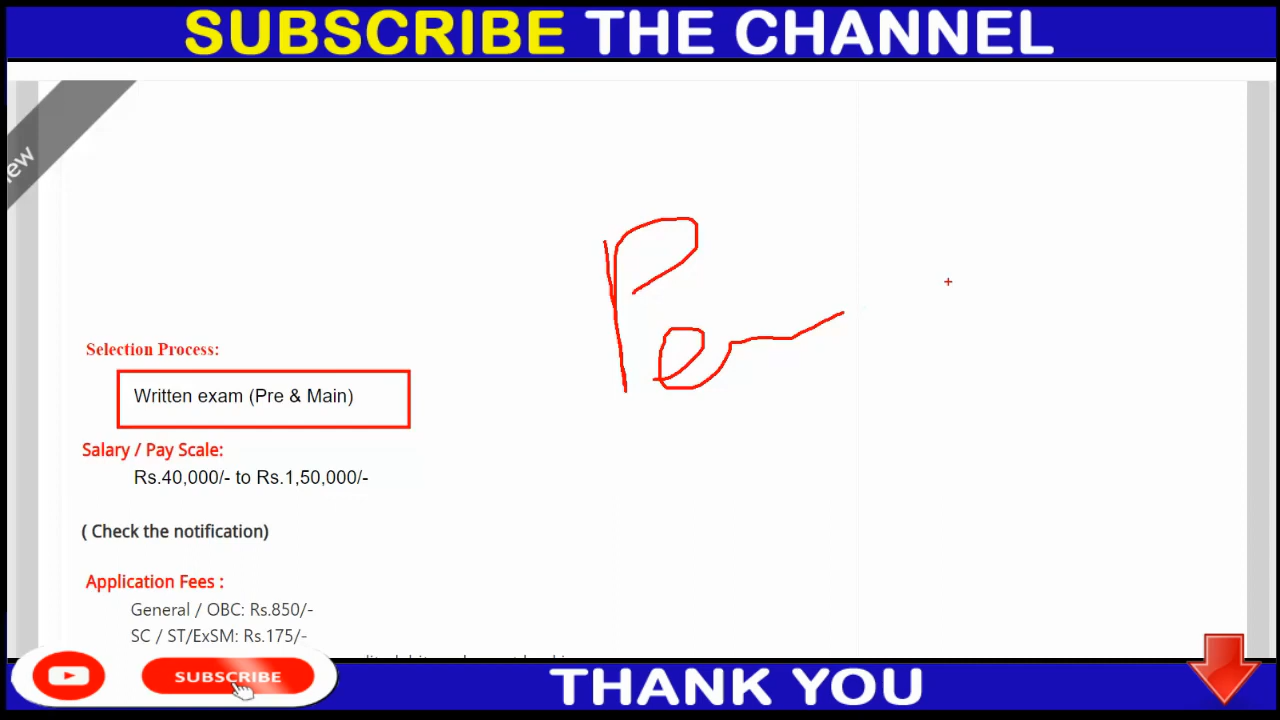 SUBSCRIBE THE CHANNEL
Per
Selection Process:
Written exam (Pre & Main)
Salary / Pay Scale:
Rs.40,000/- to Rs.1,50,000/-
( Check the notification)
Application Fees :
General / OBC: Rs.850/-
SC / ST/ExSM: Rs.175/-
SUBSCRIBE
THANK YOU